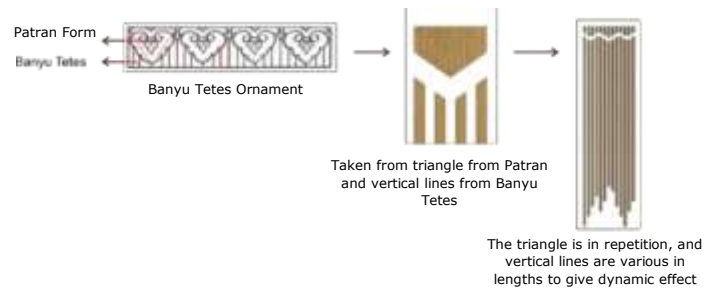 Patran Form
Banyu Tetes
Banyu Tetes Ornament
Taken from triangle from Patran
and vertical lines from Banyu
Tetes
The triangle is in repetition, and
vertical lines are various in
lengths to give dynamic effect